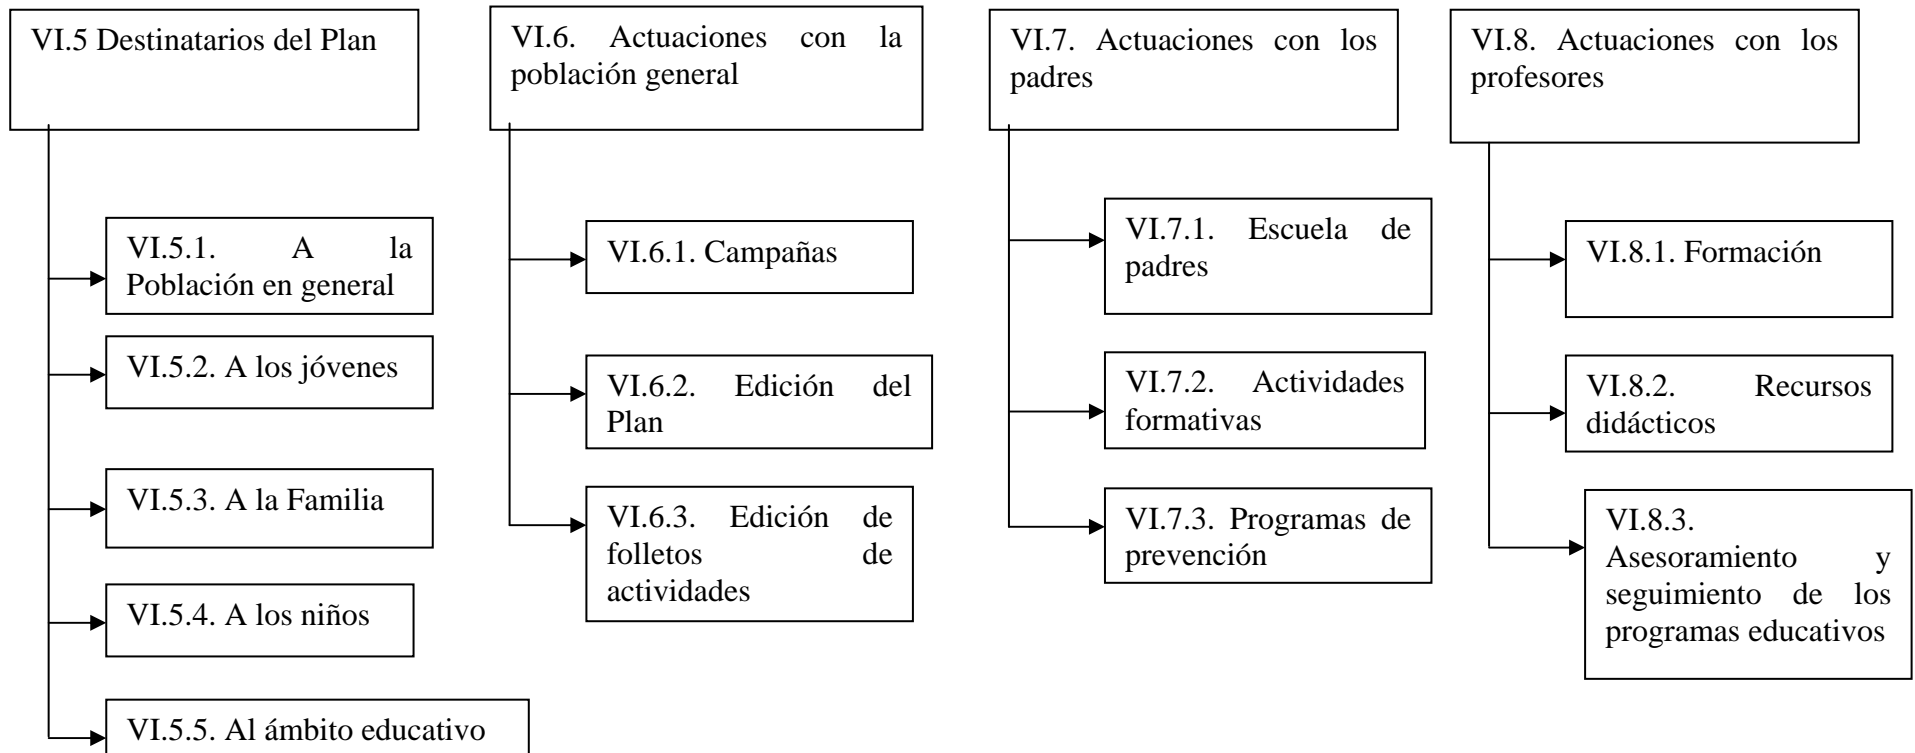 VI.5 Destinatarios del Plan
VI.5.1. A la
Población en general
VI.5.2. A los jóvenes
VI.5.3. A la Familia
VI.5.4. A los niños
VI.5.5. Al ámbito educativo
VI.6. Actuaciones con la
población general
VI.6.1. Campañas
VI.6.2. Edición del
Plan
VI.6.3. Edición de
folletos de
actividades
VI.7. Actuaciones con los
padres
VI.7.1. Escuela de
padres
VI.7.2. Actividades
formativas
VI.7.3. Programas de
prevención
VI.8. Actuaciones con los
profesores
VI.8.1. Formación
VI.8.2. Recursos
didácticos
VI.8.3.
Asesoramiento y
seguimiento de los
programas educativos